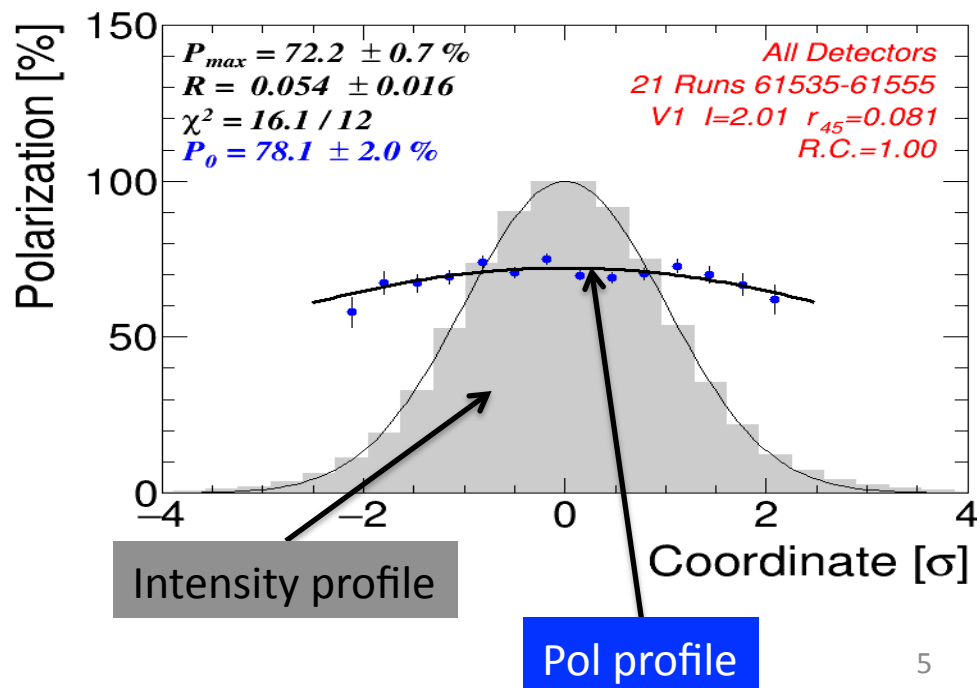 P_max = 72.2 ± 0.7 %
R = 0.054 ± 0.016
χ² = 16.1 / 12
P_0 = 78.1 ± 2.0 %
All Detectors
21 Runs 61535-61555
V1 I=2.01 r_45=0.081
R.C.=1.00
Polarization [%]
150
100
50
0
−4
−2
0
2
4
Coordinate [σ]
Intensity profile
Pol profile
5